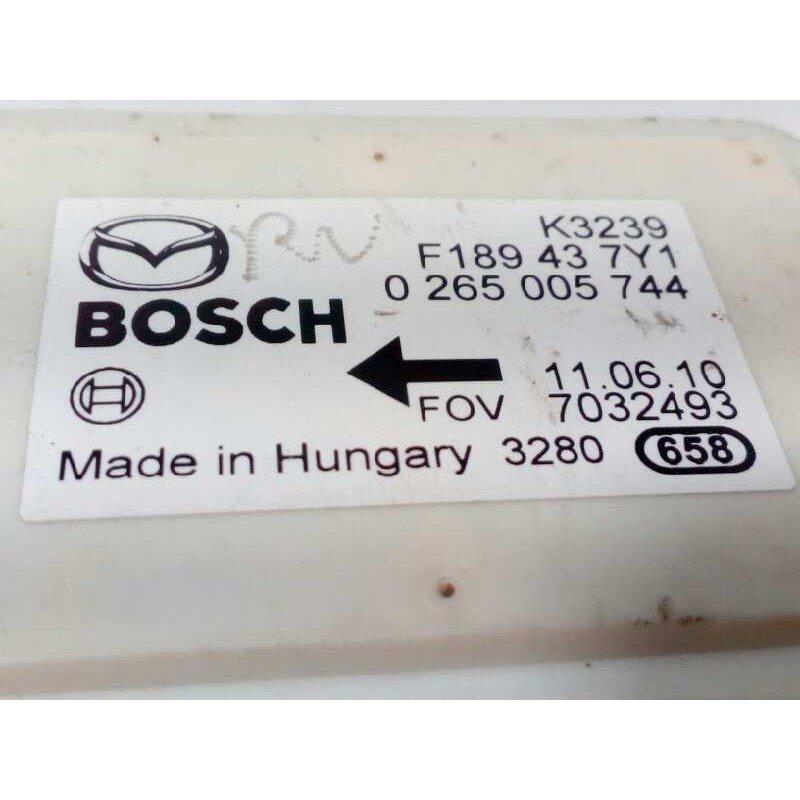 K3239
F189 43 7Y1
0 265 005 744
BOSCH
11.06.10
FOV 7032493
Made in Hungary 3280 658